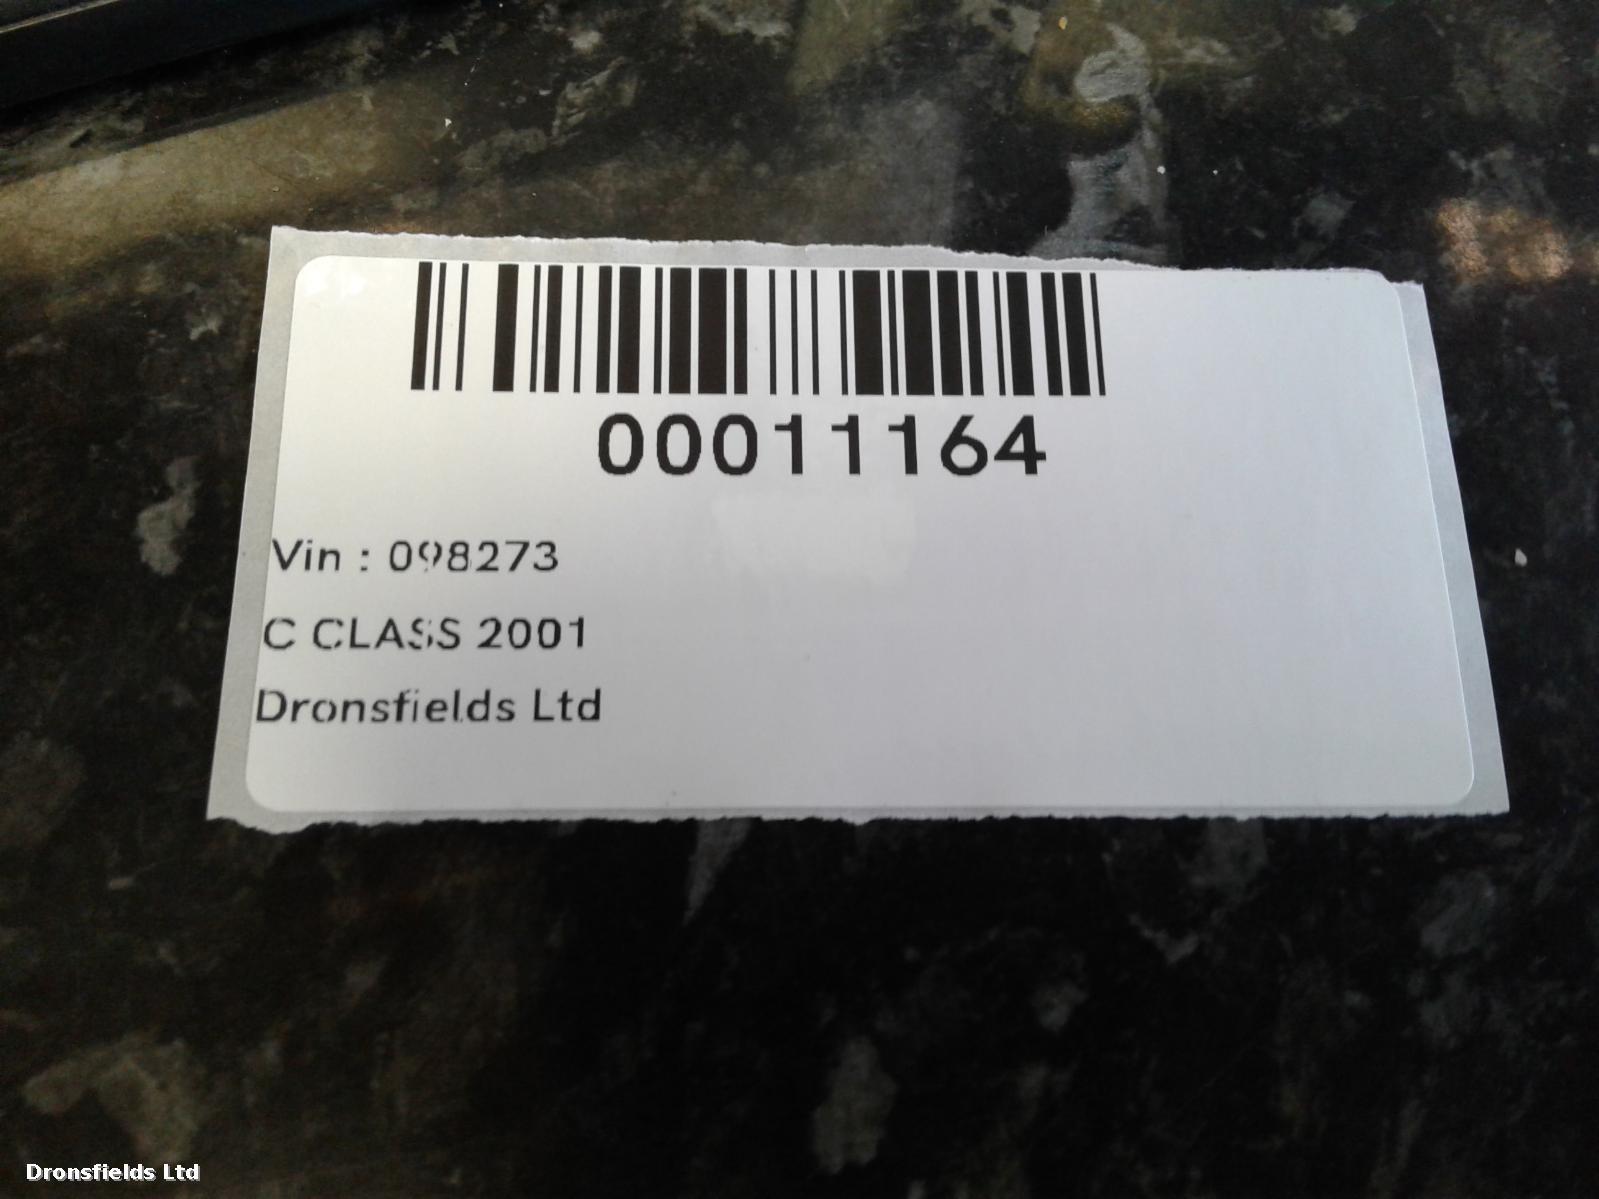 00011164
Vin : 098273
C CLASS 2001
Dronsfields Ltd
Dronsfields Ltd